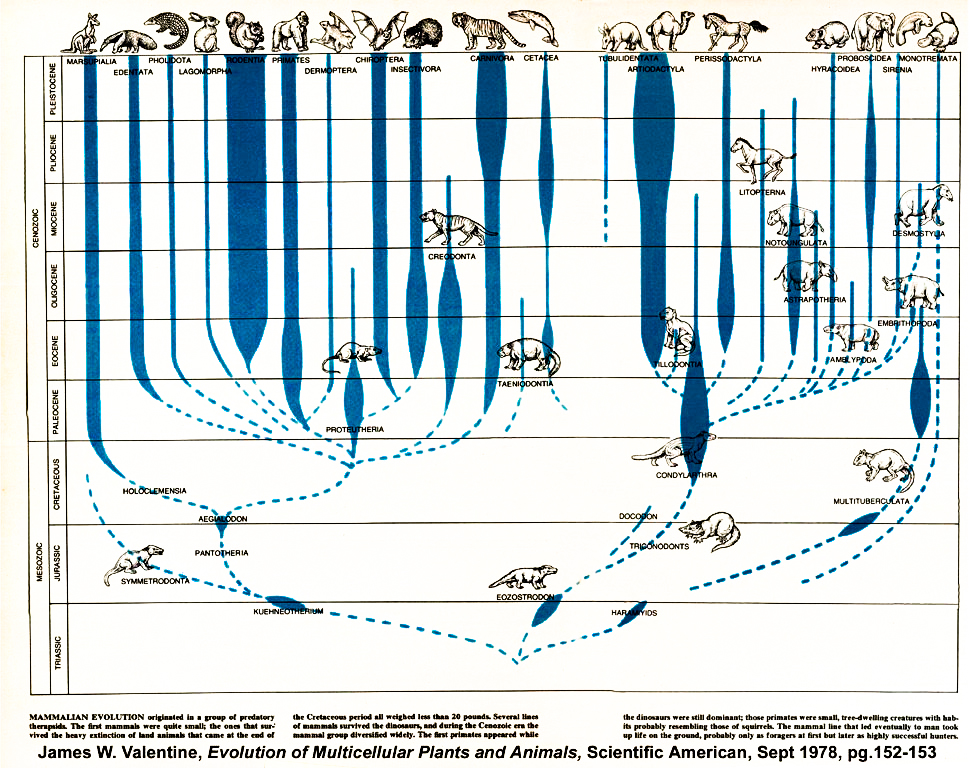 MARSUPIALIA
EDENTATA
PHOLIDOTA
LAGOMORPHA
RODENTIA
PRIMATES
DERMOPTERA
CHIROPTERA
INSECTIVORA
CARNIVORA
CETACEA
TUBULIDENTATA
ARTIODACTYLA
PERISSODACTYLA
HYRACOIDEA
PROBOSCIDEA
SIRENIA
MONOTREMATA
CENOZOIC
PLEISTOCENE
PLIOCENE
LITOPTERNA
MIOCENE
CREODONTA
NOTOUNGULATA
DESMOSTYLIA
OLIGOCENE
ASTRAPOTHERIA
EMBRITHOPODA
EOCENE
TAENIODONTIA
TILLODONTIA
AMBLYPODA
PALEOCENE
PROTEUTHERIA
MESOZOIC
CRETACEOUS
HOLOCLEMENSIA
AEGIALODON
CONDYLARTHRA
MULTITUBERCULATA
DOCODON
JURASSIC
PANTOTHERIA
SYMMETRODONTA
TRICONODONTS
EOZOSTRODON
KUEHNEOTHERIUM
HARAMIYIDS
TRIASSIC
MAMMALIAN EVOLUTION originated in a group of predatory
therapsids. The first mammals were quite small; the ones that sur-
vived the heavy extinction of land animals that came at the end of
the Cretaceous period all weighed less than 20 pounds. Several lines
of mammals survived the dinosaurs, and during the Cenozoic era the
mammal group diversified widely. The first primates appeared while
the dinosaurs were still dominant; those primates were small, tree-dwelling creatures with hab-
its probably resembling those of squirrels. The mammal line that led eventually to man took
up life on the ground, probably only as foragers at first but later as highly successful hunters.
James W. Valentine, Evolution of Multicellular Plants and Animals, Scientific American, Sept 1978, pg.152-153